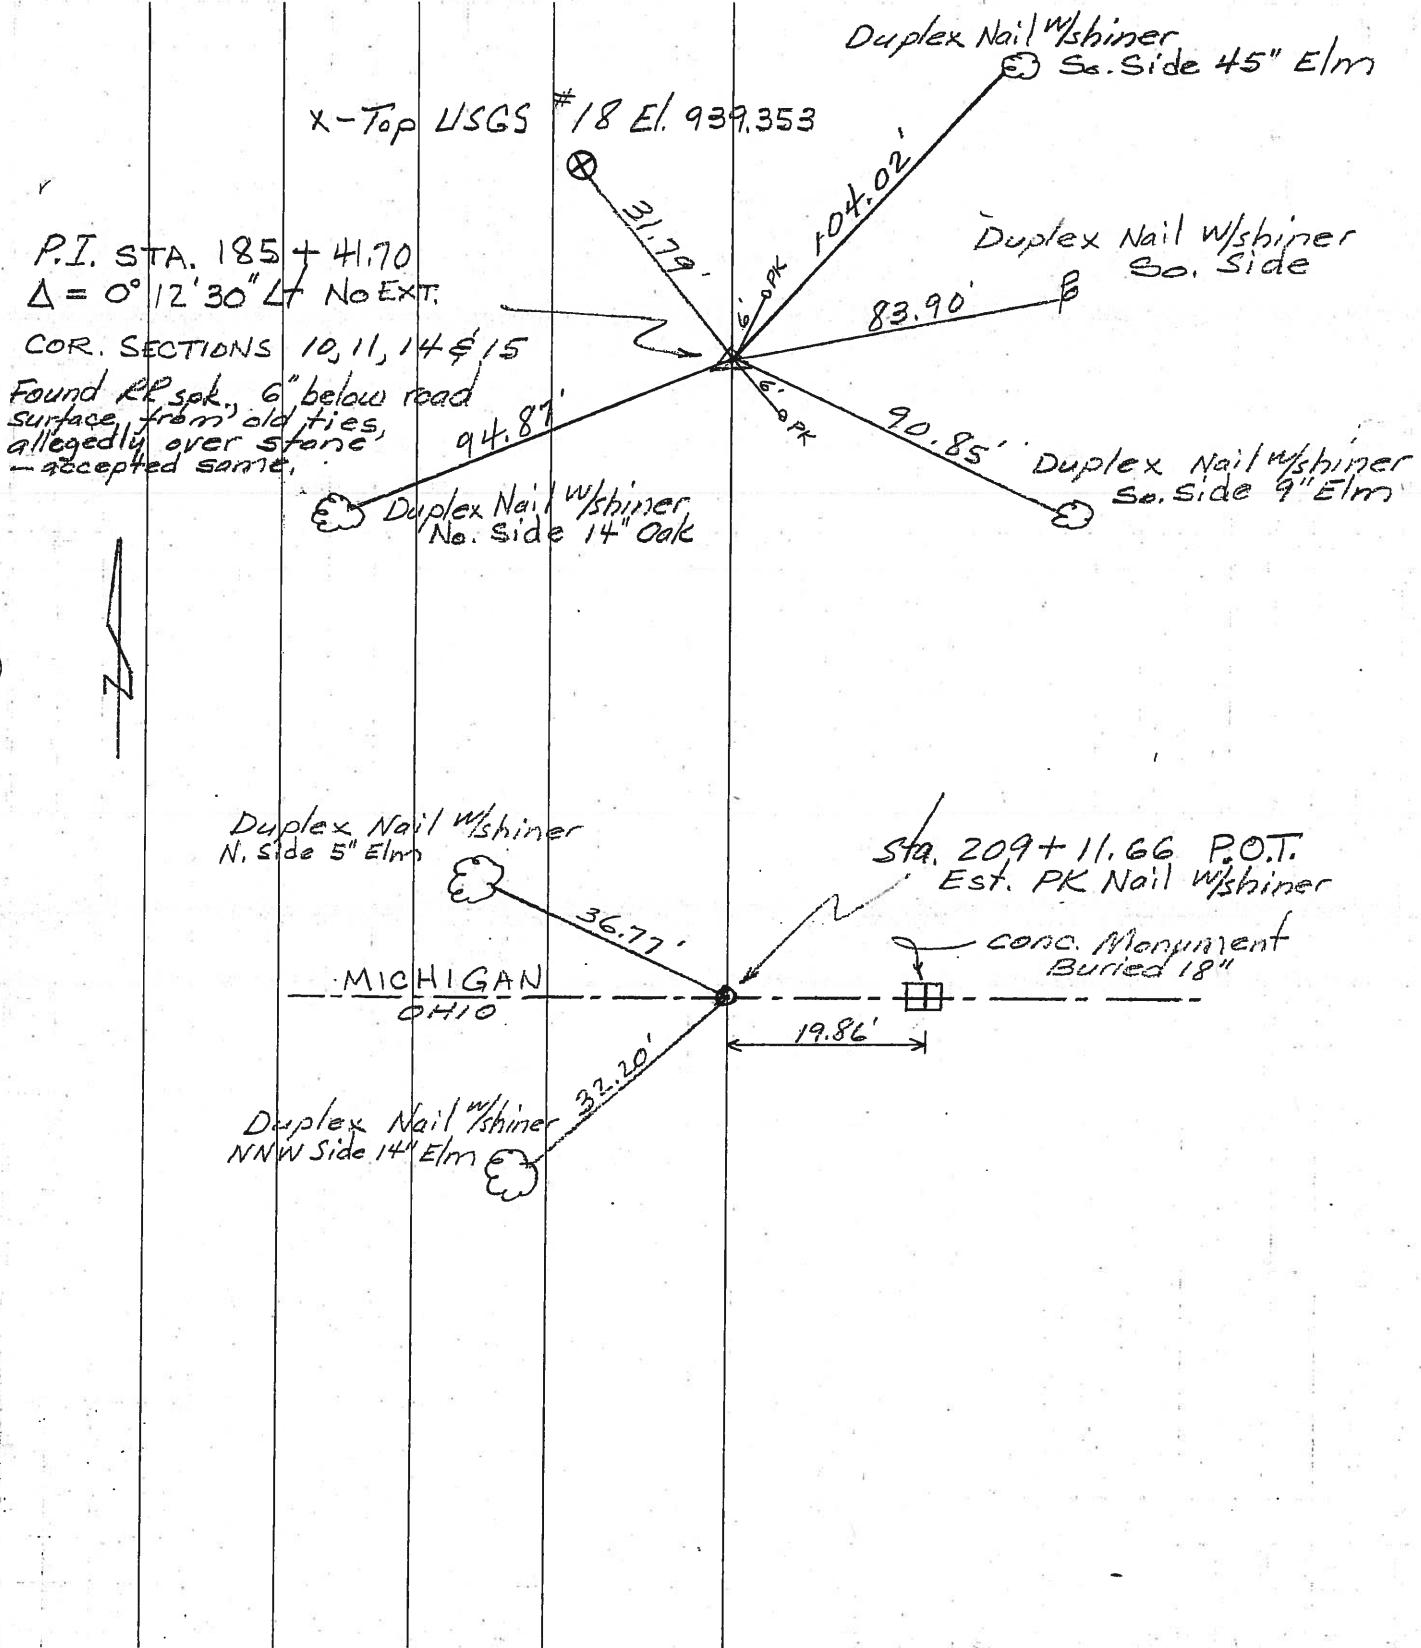 Duplex Nail w/shiner
So. Side 45" Elm
X-Top USGS #18 El. 939.353
104.02'
31.79'
Duplex Nail w/shiner
So. Side
P.I. STA. 185 + 41.70
Δ = 0° 12' 30" Lt No EXT.
6' PK
83.90'
COR. SECTIONS 10, 11, 14 & 15
Found RR spk., 6" below road
surface, from old ties,
allegedly over stone
- accepted same.
94.87'
6' PK
90.85'
Duplex Nail w/shiner
So. Side 9" Elm
Duplex Nail w/shiner
No. Side 14" Oak
Duplex Nail w/shiner
N. Side 5" Elm
Sta. 209 + 11.66 P.O.T.
Est. PK Nail w/shiner
36.77'
Conc. Monument
Buried 18"
MICHIGAN
OHIO
19.86'
32.20'
Duplex Nail w/shiner
NNW Side 14" Elm